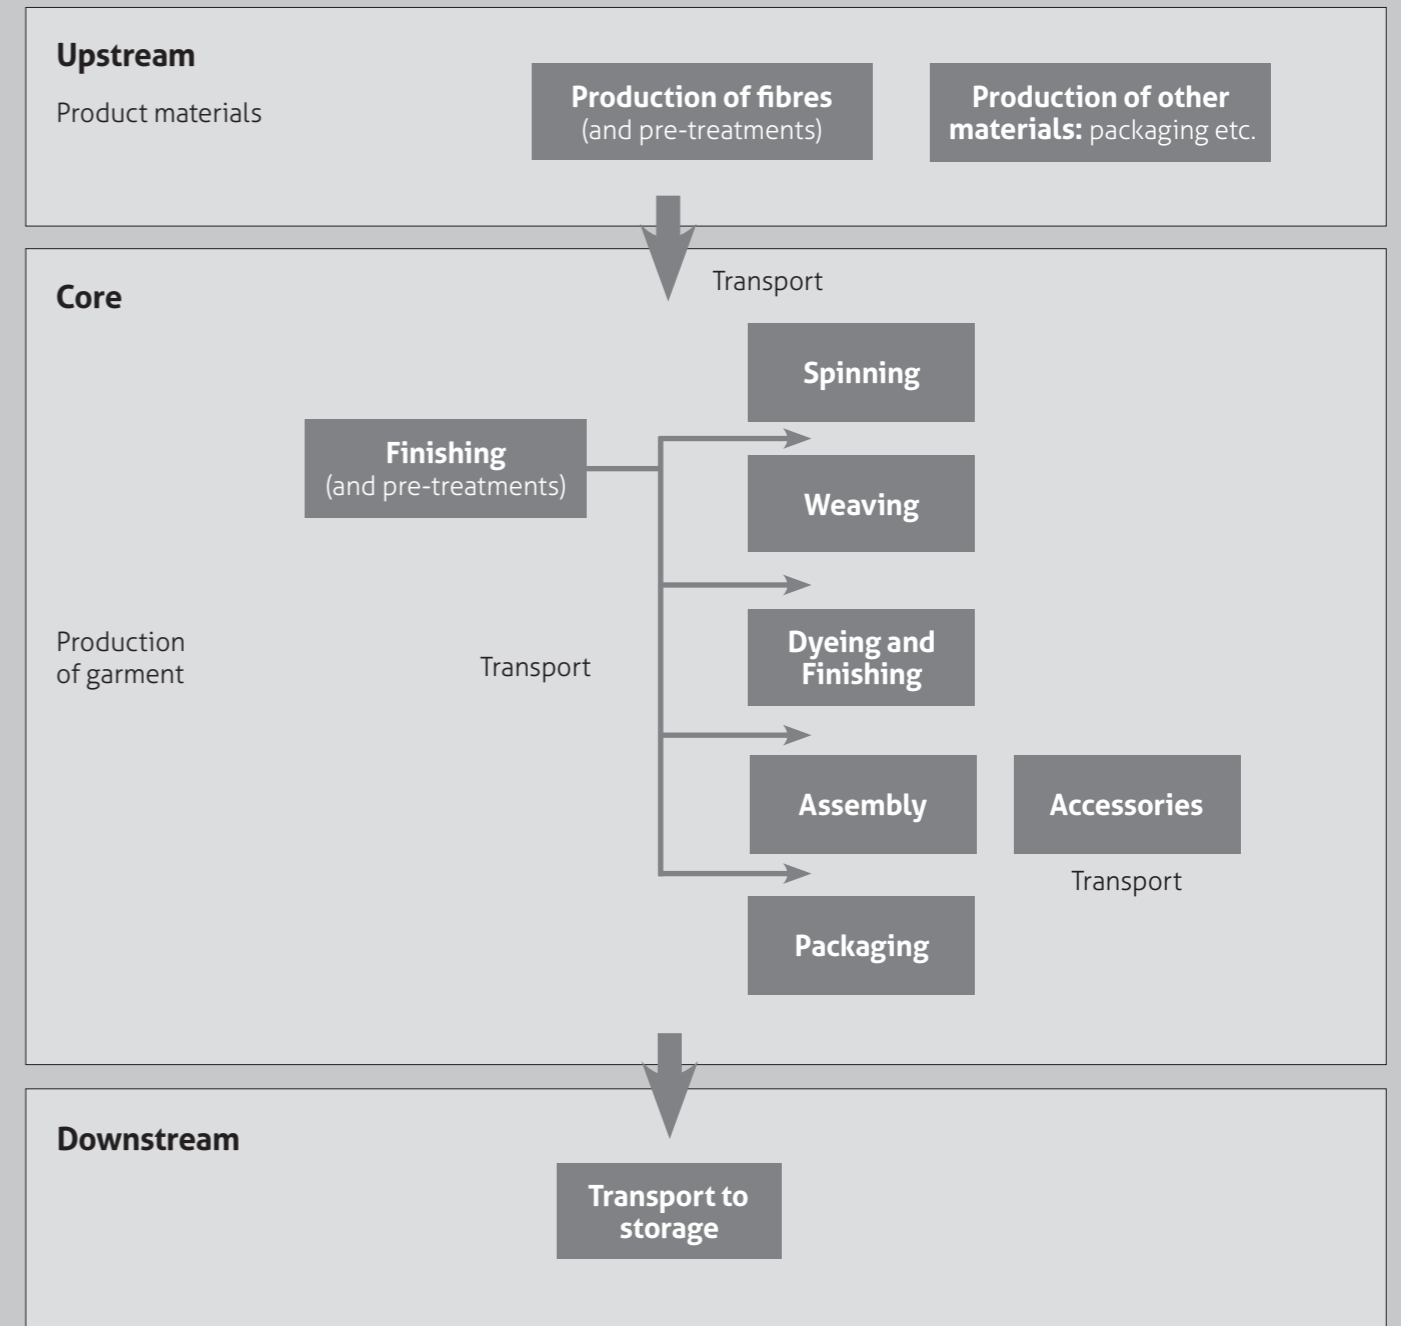 Upstream
Product materials
Production of fibres
(and pre-treatments)
Production of other
materials: packaging etc.
Core
Transport
Spinning
Finishing
(and pre-treatments)
Weaving
Production
of garment
Transport
Dyeing and
Finishing
Assembly
Accessories
Transport
Packaging
Downstream
Transport to
storage